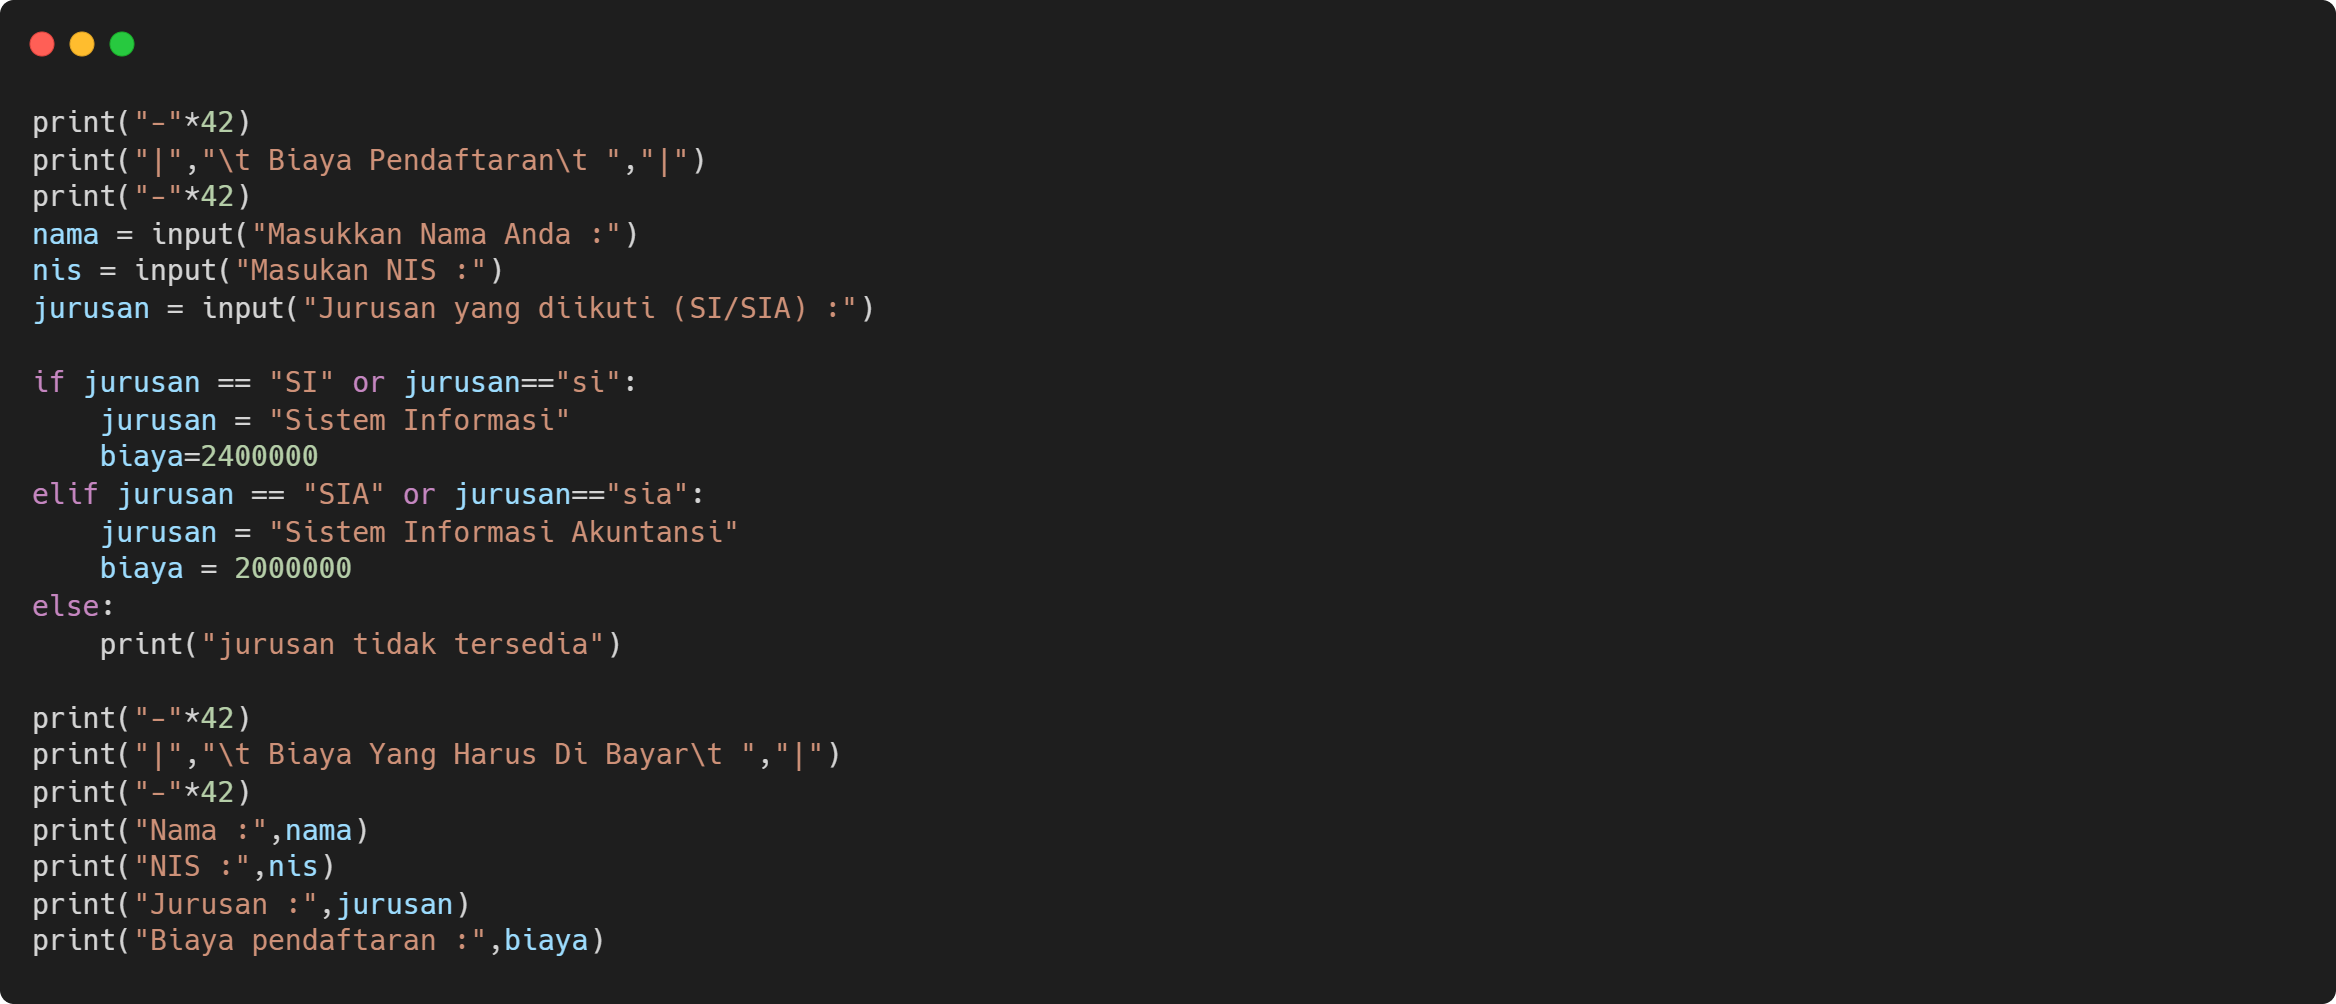 print("-"*42)
print("|","\t Biaya Pendaftaran\t ","|")
print("-"*42)
nama = input("Masukkan Nama Anda :")
nis = input("Masukan NIS :")
jurusan = input("Jurusan yang diikuti (SI/SIA) :")

if jurusan == "SI" or jurusan=="si":
    jurusan = "Sistem Informasi"
    biaya=2400000
elif jurusan == "SIA" or jurusan=="sia":
    jurusan = "Sistem Informasi Akuntansi"
    biaya = 2000000
else:
    print("jurusan tidak tersedia")

print("-"*42)
print("|","\t Biaya Yang Harus Di Bayar\t ","|")
print("-"*42)
print("Nama :",nama)
print("NIS :",nis)
print("Jurusan :",jurusan)
print("Biaya pendaftaran :",biaya)